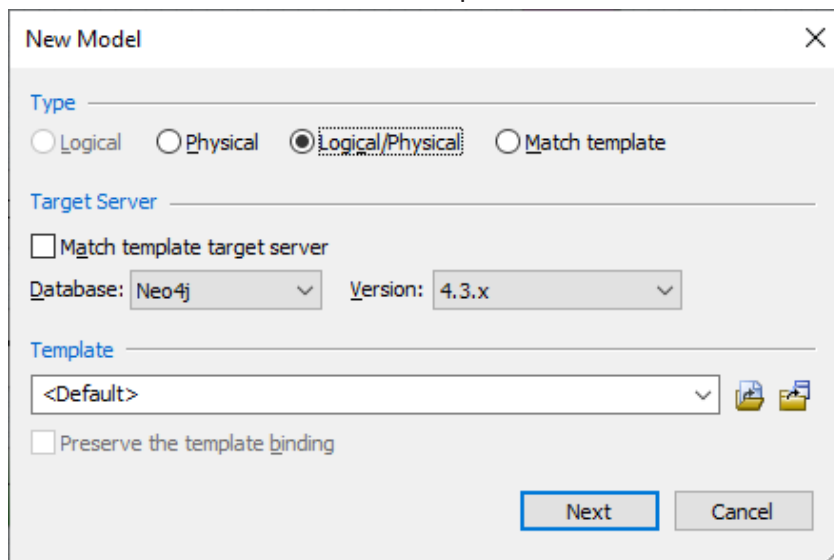 New Model
Type
Logical Physical Logical/Physical Match template
Target Server
Match template target server
Database: Neo4j Version: 4.3.x
Template
<Default>
Preserve the template binding
Next Cancel